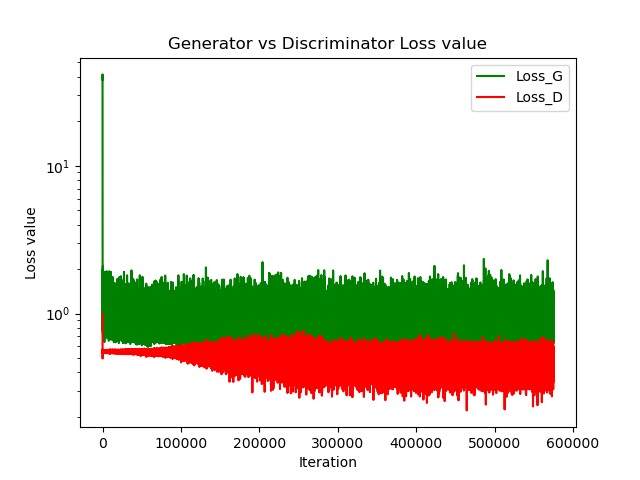 Generator vs Discriminator Loss value
Loss_G
Loss_D
Loss value
10¹
10⁰
0 100000 200000 300000 400000 500000 600000
Iteration